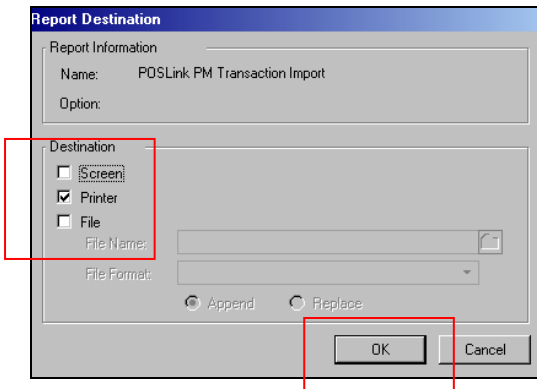 Report Destination
Report Information
Name: POSLink PM Transaction Import
Option:
Destination
Screen
Printer
File
File Name:
File Format:
Append Replace
OK Cancel